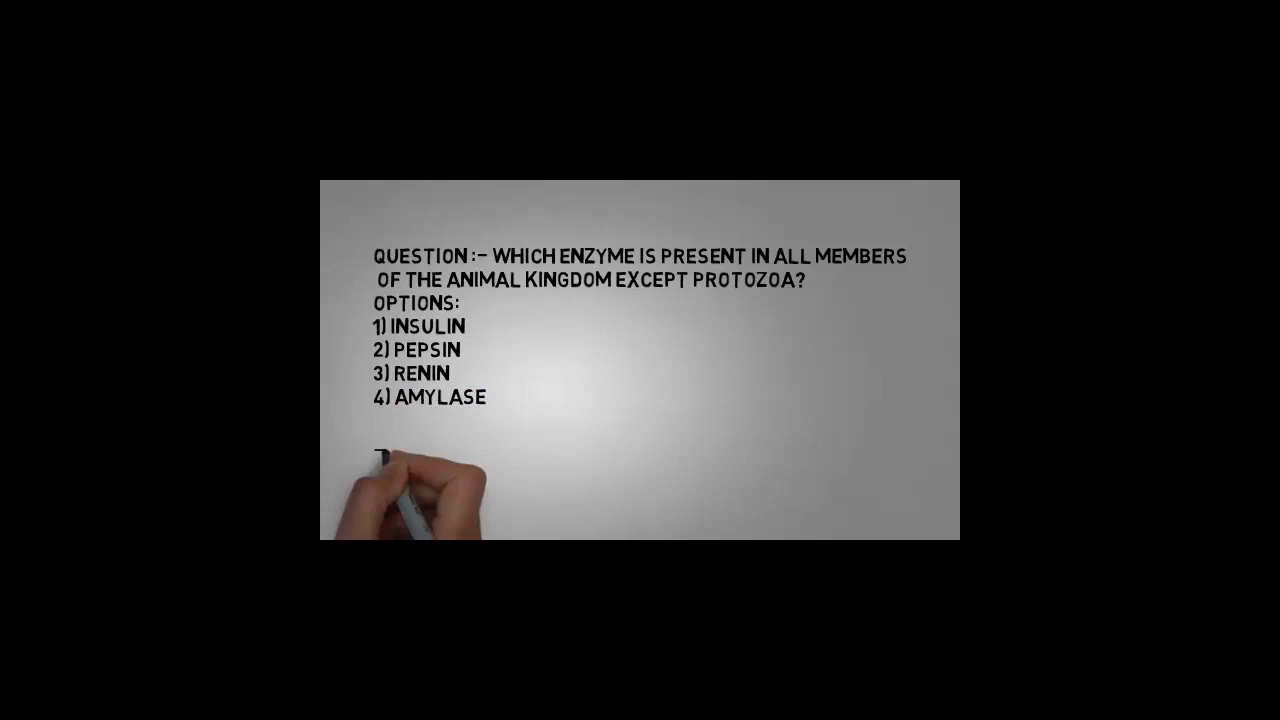 QUESTION :- WHICH ENZYME IS PRESENT IN ALL MEMBERS
OF THE ANIMAL KINGDOM EXCEPT PROTOZOA?
OPTIONS:
1) INSULIN
2) PEPSIN
3) RENIN
4) AMYLASE